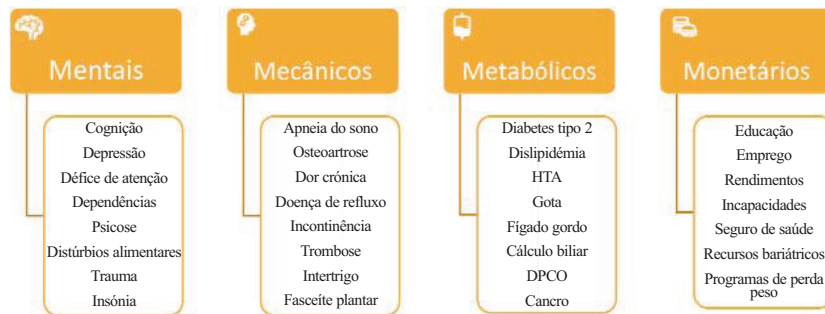 Mentais
Cognição
Depressão
Défice de atenção
Dependências
Psicose
Distúrbios alimentares
Trauma
Insónia
Mecânicos
Apneia do sono
Osteoartrose
Dor crónica
Doença de refluxo
Incontinência
Trombose
Intertrigo
Fasceíte plantar
Metabólicos
Diabetes tipo 2
Dislipidémia
HTA
Gota
Fígado gordo
Cálculo biliar
DPCO
Cancro
Monetários
Educação
Emprego
Rendimentos
Incapacidades
Seguro de saúde
Recursos bariátricos
Programas de perda
peso